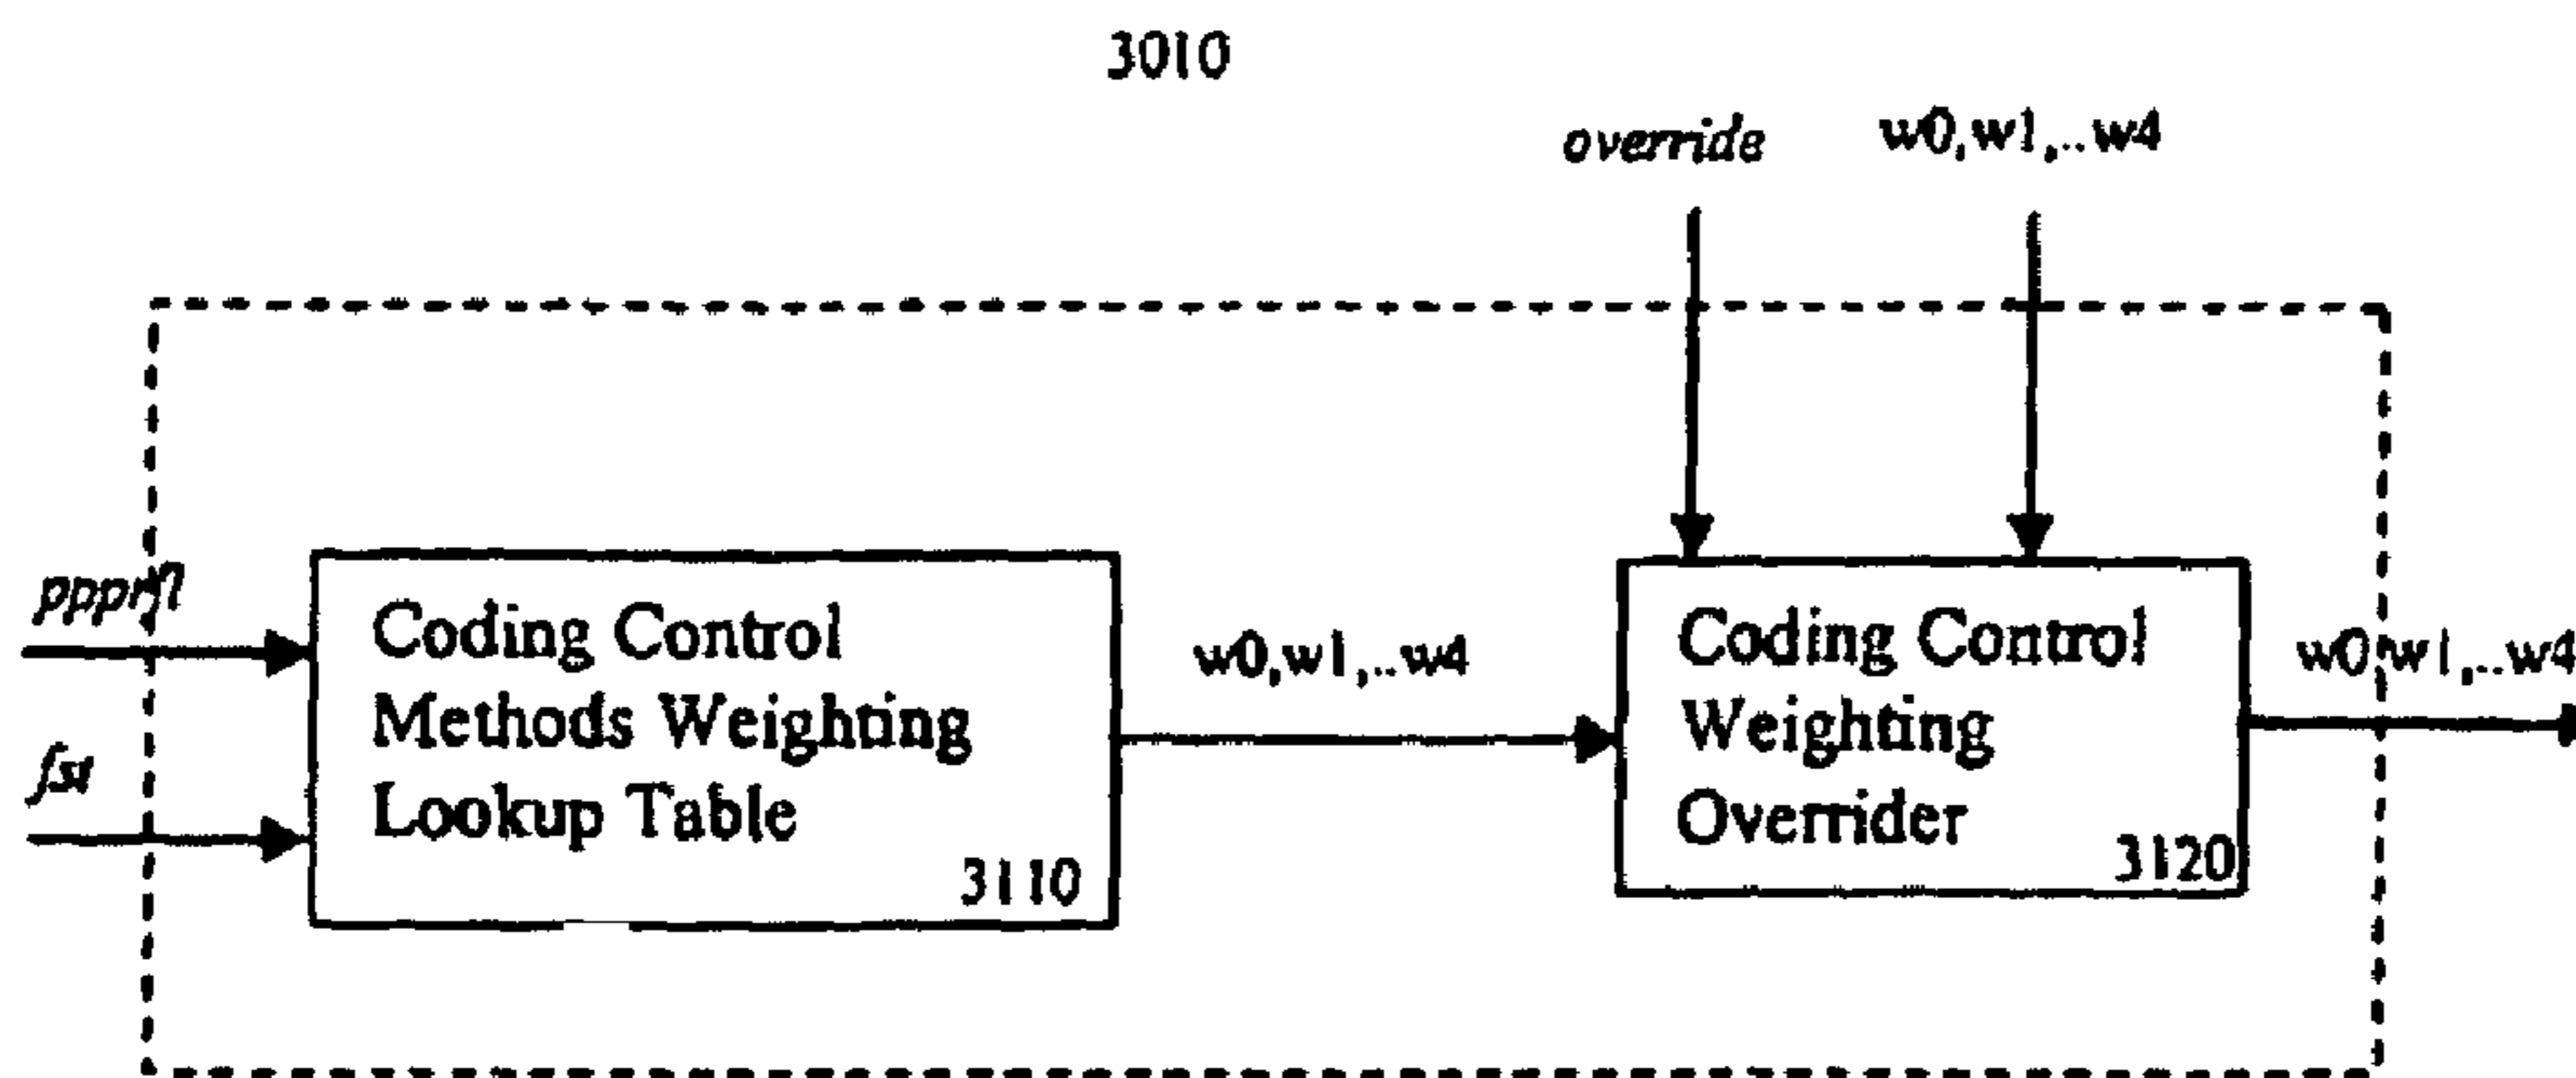 3010
override
w0,w1,..w4
ppprfl
fst
Coding Control
Methods Weighting
Lookup Table
3110
w0,w1,..w4
Coding Control
Weighting
Overrider
3120
w0,w1,..w4